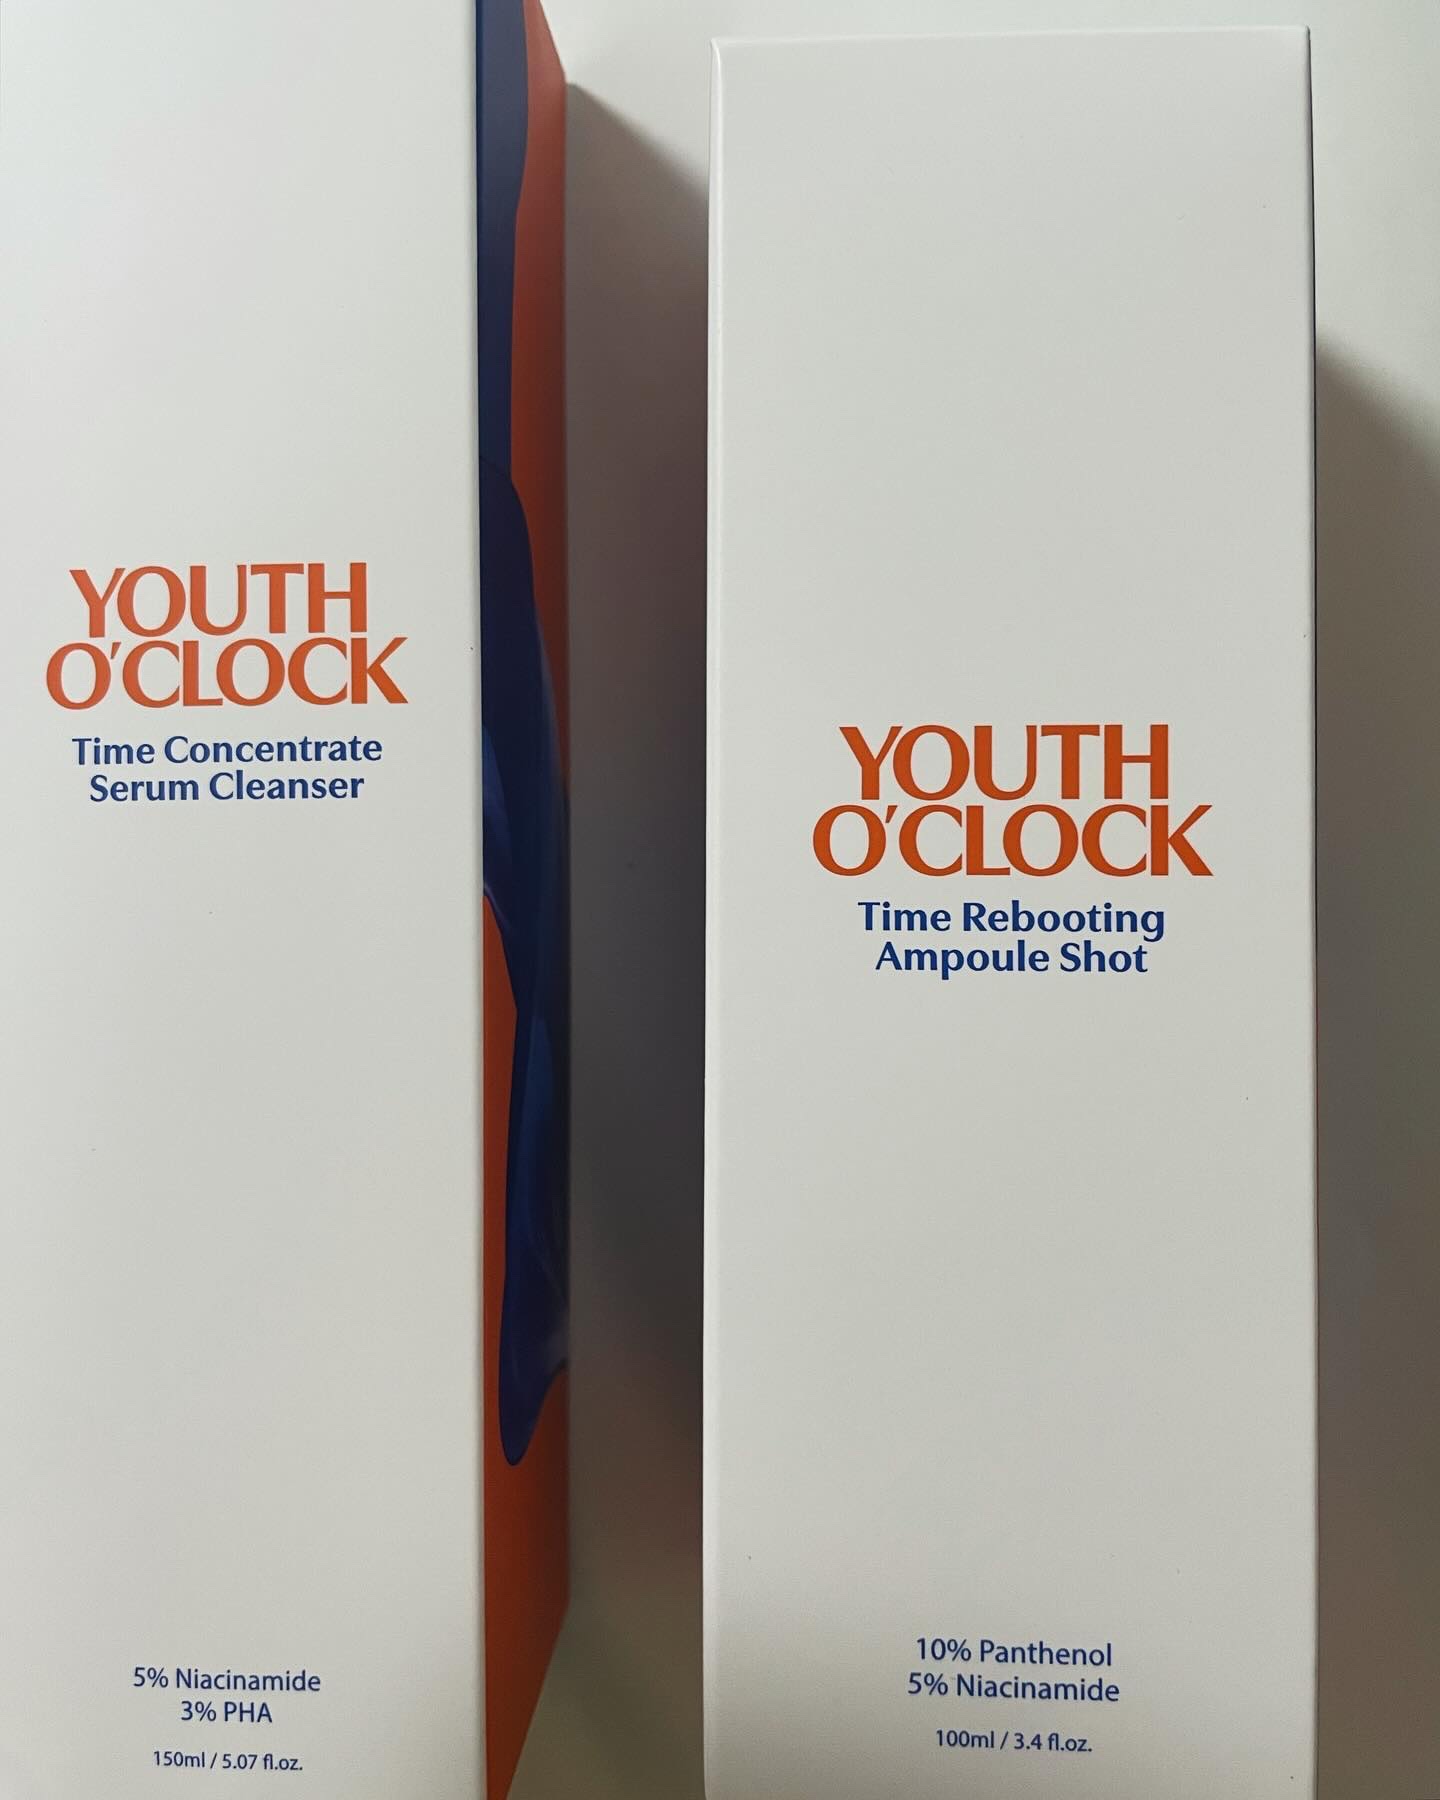 YOUTH
O'CLOCK
Time Concentrate
Serum Cleanser
5% Niacinamide
3% PHA
150ml / 5.07 fl.oz.
YOUTH
O'CLOCK
Time Rebooting
Ampoule Shot
10% Panthenol
5% Niacinamide
100ml / 3.4 fl.oz.